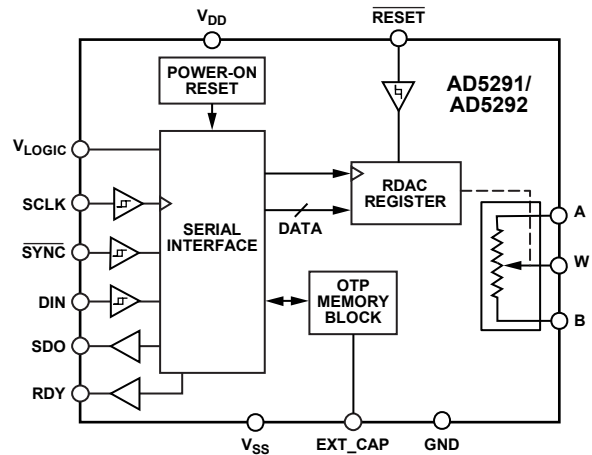 VDD
RESET
POWER-ON
RESET
AD5291/
AD5292
VLOGIC
SCLK
SYNC
DIN
SDO
RDY
SERIAL
INTERFACE
DATA
RDAC
REGISTER
OTP
MEMORY
BLOCK
A
W
B
VSS
EXT_CAP
GND